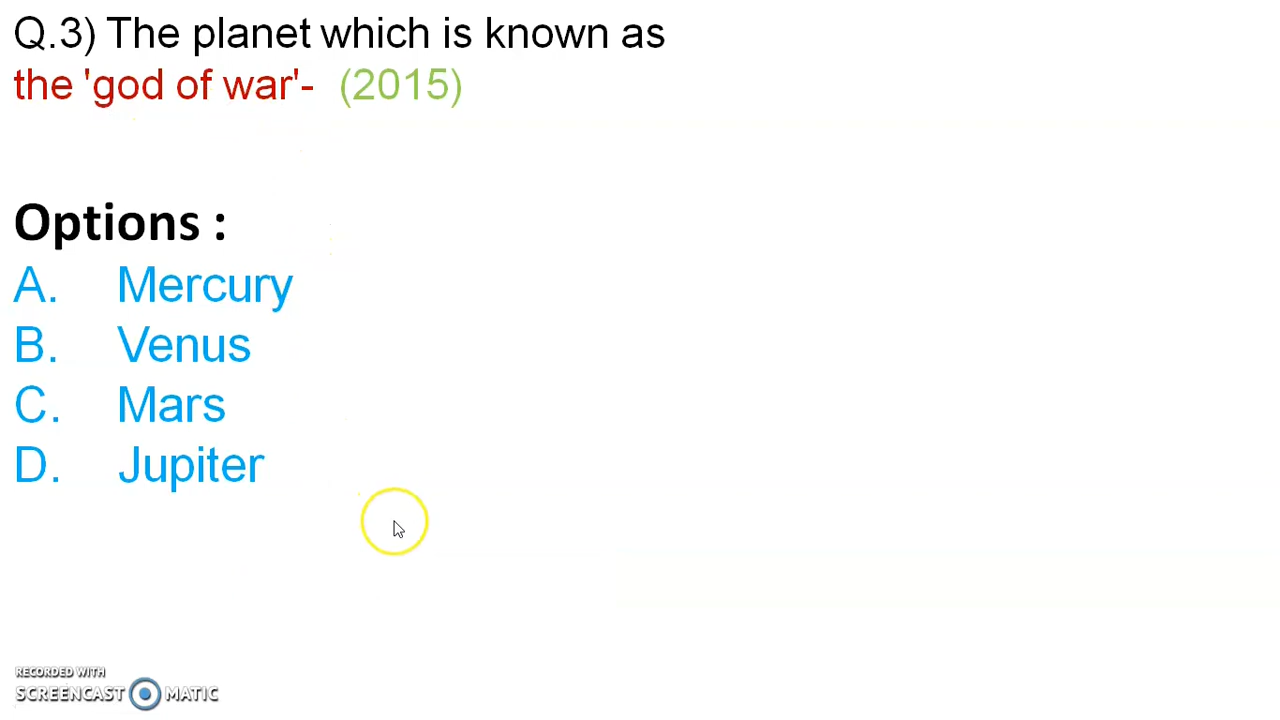 Q.3) The planet which is known as
the 'god of war'- (2015)
Options :
A. Mercury
B. Venus
C. Mars
D. Jupiter
RECORDED WITH
SCREENCAST MATIC